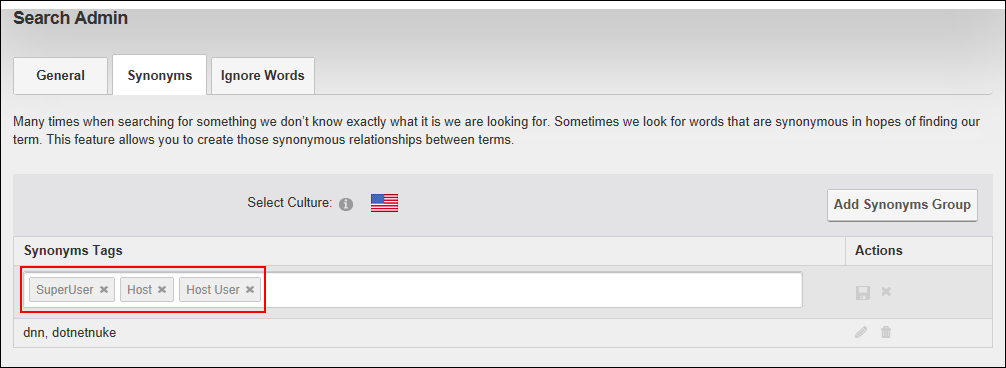 Search Admin
General Synonyms Ignore Words
Many times when searching for something we don't know exactly what it is we are looking for. Sometimes we look for words that are synonymous in hopes of finding our
term. This feature allows you to create those synonymous relationships between terms.
Select Culture: Add Synonyms Group
Synonyms Tags Actions
SuperUser Host Host User
dnn, dotnetnuke